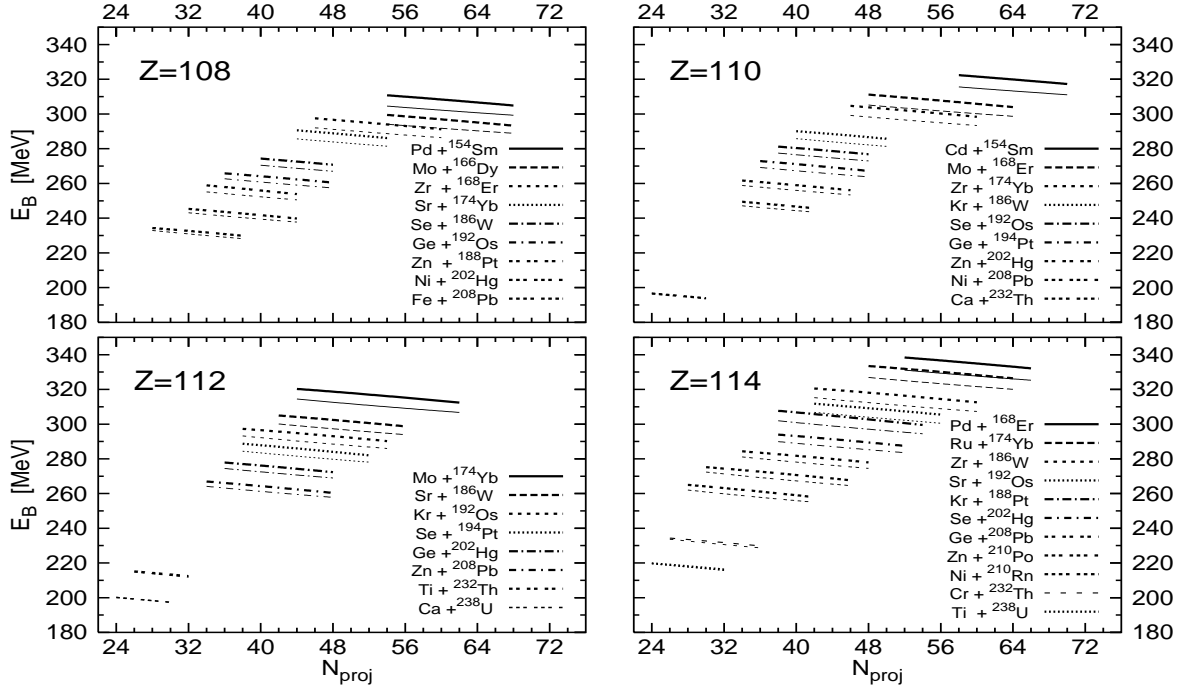 24 32 40 48 56 64 72
24 32 40 48 56 64 72
340
320
300
280
260
240
220
200
180
E_B [MeV]
Z=108
Pd + ^154Sm
Mo + ^166Dy
Zr + ^168Er
Sr + ^174Yb
Se + ^186W
Ge + ^192Os
Zn + ^188Pt
Ni + ^202Hg
Fe + ^208Pb
Z=110
Cd + ^154Sm
Mo + ^168Er
Zr + ^174Yb
Kr + ^186W
Se + ^192Os
Ge + ^194Pt
Zn + ^202Hg
Ni + ^208Pb
Ca + ^232Th
340
320
300
280
260
240
220
200
180
340
320
300
280
260
240
220
200
180
E_B [MeV]
Z=112
Mo + ^174Yb
Sr + ^186W
Kr + ^192Os
Se + ^194Pt
Ge + ^202Hg
Zn + ^208Pb
Ti + ^232Th
Ca + ^238U
24 32 40 48 56 64 72
N_proj
Z=114
Pd + ^168Er
Ru + ^174Yb
Zr + ^186W
Sr + ^192Os
Kr + ^188Pt
Se + ^202Hg
Ge + ^208Pb
Zn + ^210Po
Ni + ^210Rn
Cr + ^232Th
Ti + ^238U
340
320
300
280
260
240
220
200
180
24 32 40 48 56 64 72
N_proj